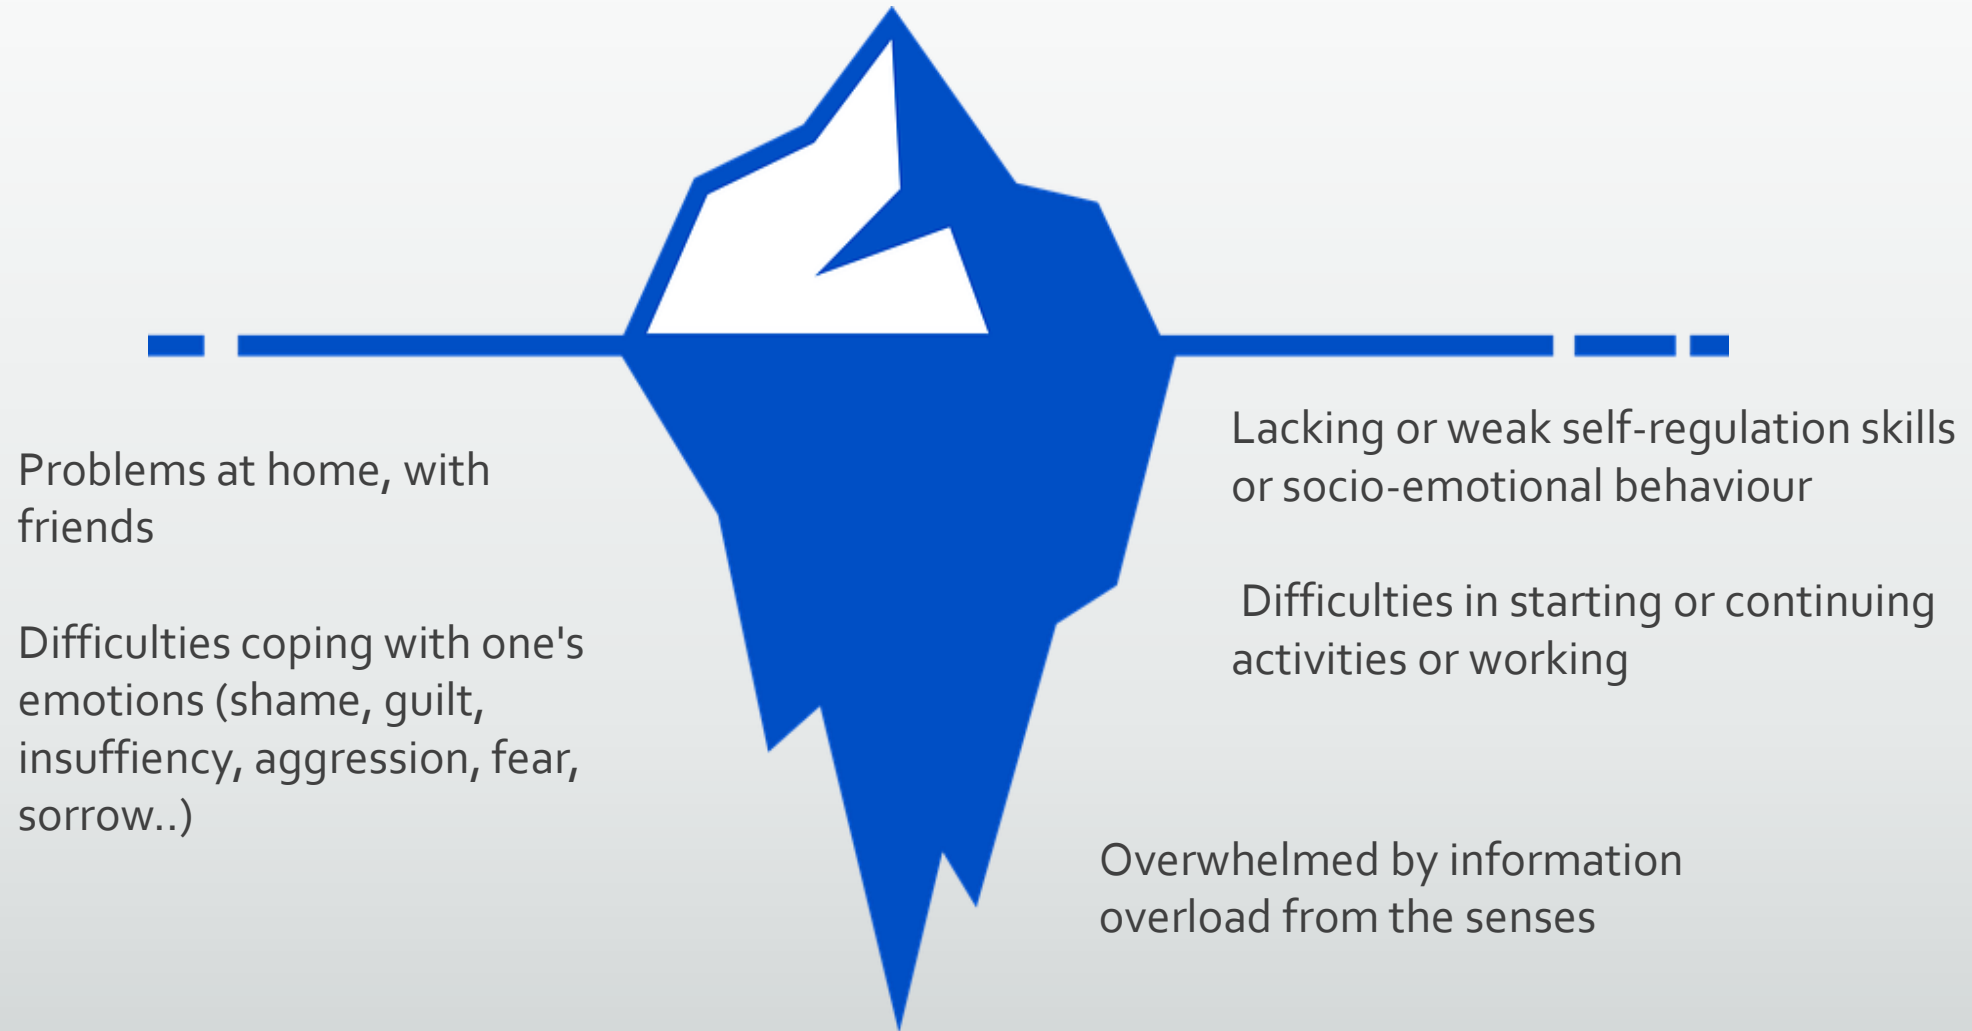 Problems at home, with
friends
Difficulties coping with one's
emotions (shame, guilt,
insuffiency, aggression, fear,
sorrow..)
Lacking or weak self-regulation skills
or socio-emotional behaviour
Difficulties in starting or continuing
activities or working
Overwhelmed by information
overload from the senses